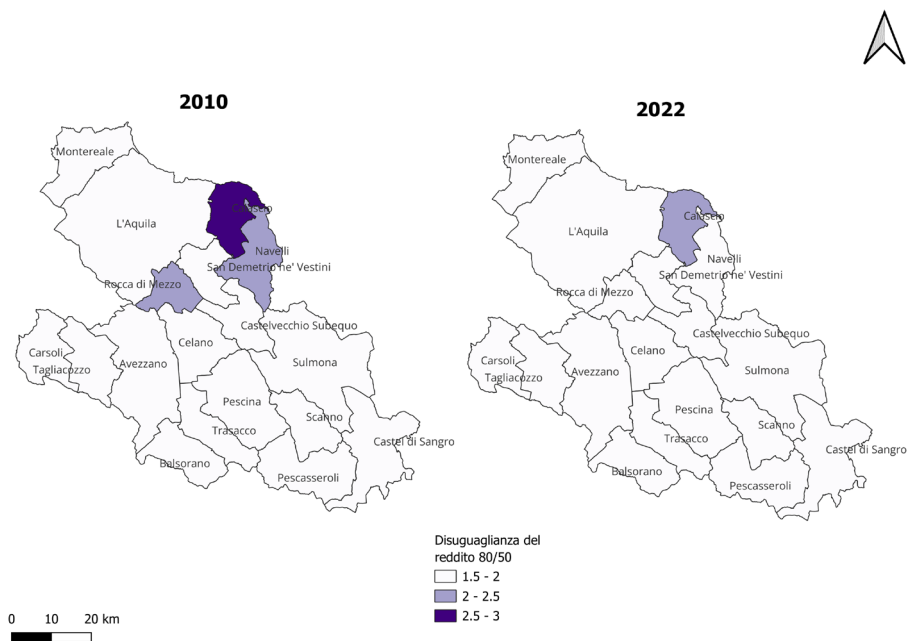 2010
2022
Montereale
L'Aquila
Calascio
Navelli
San Demetrio ne' Vestini
Rocca di Mezzo
Castelvecchio Subequo
Carsoli
Tagliacozzo
Avezzano
Celano
Sulmona
Pescina
Scanno
Trasacco
Castel di Sangro
Balsorano
Pescasseroli
Montereale
L'Aquila
Calascio
Navelli
San Demetrio ne' Vestini
Rocca di Mezzo
Castelvecchio Subequo
Carsoli
Tagliacozzo
Avezzano
Celano
Sulmona
Pescina
Scanno
Trasacco
Castel di Sangro
Balsorano
Pescasseroli
Disuguaglianza del
reddito 80/50
1.5 - 2
2 - 2.5
2.5 - 3
0 10 20 km